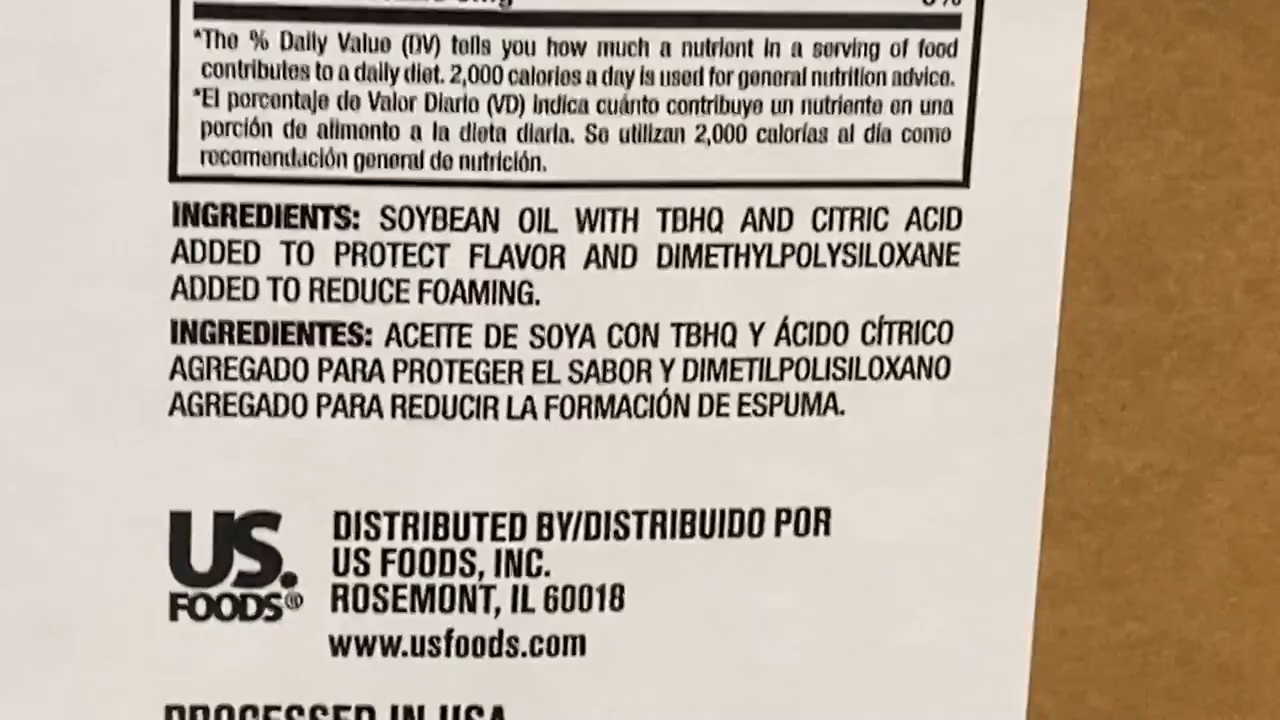 *The % Daily Value (DV) tells you how much a nutrient in a serving of food
contributes to a daily diet. 2,000 calories a day is used for general nutrition advice.
*El porcentaje de Valor Diario (VD) indica cuánto contribuye un nutriente en una
porción de alimento a la dieta diaria. Se utilizan 2,000 calorías al día como
recomendación general de nutrición.
INGREDIENTS: SOYBEAN OIL WITH TBHQ AND CITRIC ACID
ADDED TO PROTECT FLAVOR AND DIMETHYLPOLYSILOXANE
ADDED TO REDUCE FOAMING.
INGREDIENTES: ACEITE DE SOYA CON TBHQ Y ÁCIDO CÍTRICO
AGREGADO PARA PROTEGER EL SABOR Y DIMETILPOLISILOXANO
AGREGADO PARA REDUCIR LA FORMACIÓN DE ESPUMA.
US.
FOODS®
DISTRIBUTED BY/DISTRIBUIDO POR
US FOODS, INC.
ROSEMONT, IL 60018
www.usfoods.com
PROCESSED IN USA